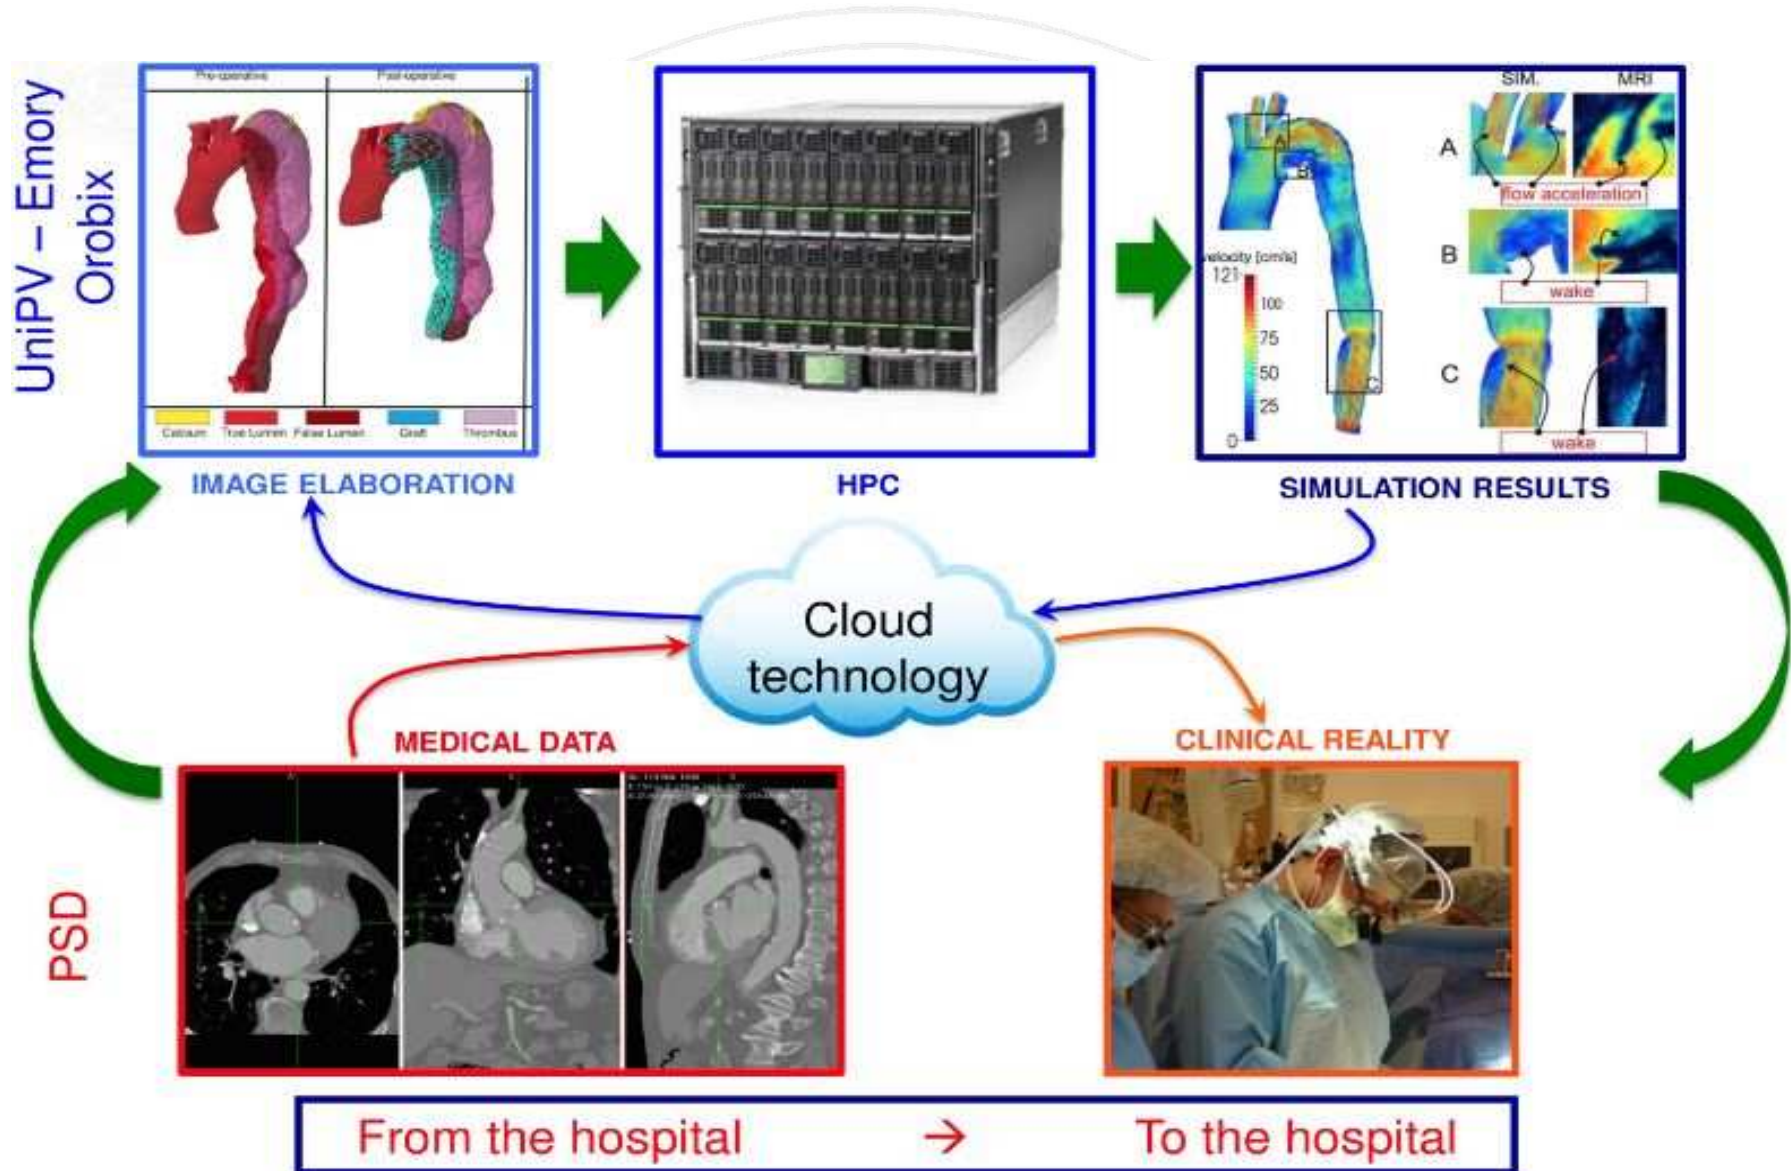 UniPV – Emory
Orobix
Pre-operative
Post-operative
Calcium
True Lumen
False Lumen
Graft
Thrombus
IMAGE ELABORATION
HPC
SIM.
MRI
A
B
C
velocity [cm/s]
121
100
75
50
25
0
A
flow acceleration
B
wake
C
wake
SIMULATION RESULTS
Cloud
technology
MEDICAL DATA
CLINICAL REALITY
PSD
From the hospital → To the hospital